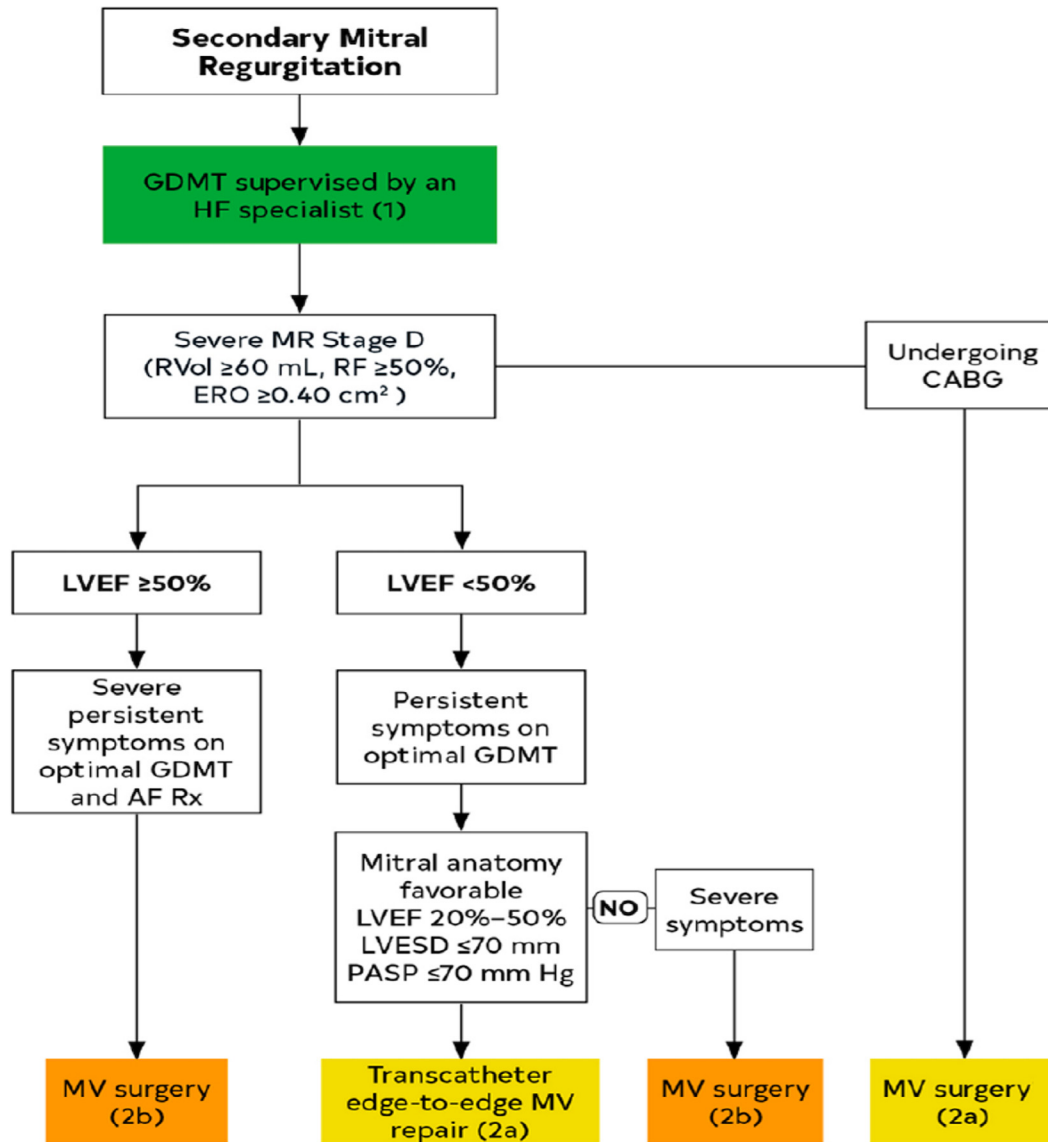 Secondary Mitral
Regurgitation
GDMT supervised by an
HF specialist (1)
Severe MR Stage D
(RVol ≥60 mL, RF ≥50%,
ERO ≥0.40 cm²)
Undergoing
CABG
LVEF ≥50%
LVEF <50%
Severe
persistent
symptoms on
optimal GDMT
and AF Rx
Persistent
symptoms on
optimal GDMT
Mitral anatomy
favorable
LVEF 20%–50%
LVESD ≤70 mm
PASP ≤70 mm Hg
NO
Severe
symptoms
MV surgery
(2b)
Transcatheter
edge-to-edge MV
repair (2a)
MV surgery
(2b)
MV surgery
(2a)